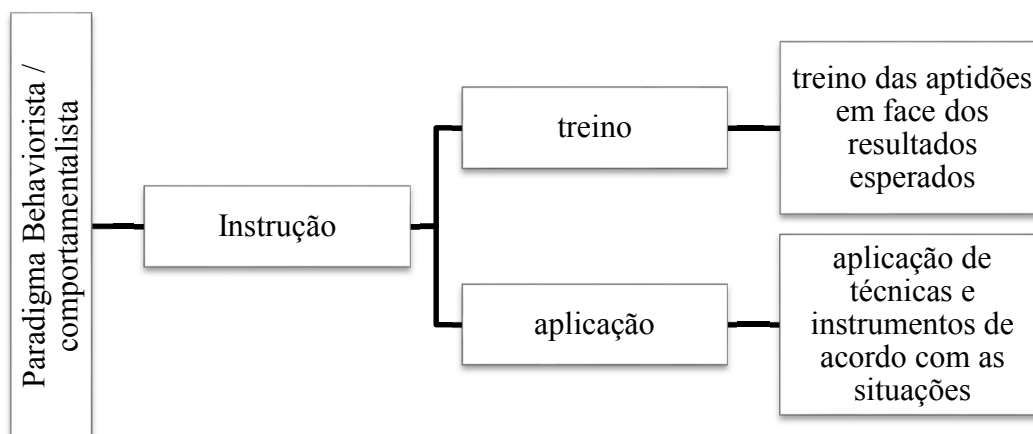 Paradigma Behaviorista /
comportamentalista
Instrução
treino
treino das aptidões
em face dos
resultados
esperados
aplicação
aplicação de
técnicas e
instrumentos de
acordo com as
situações